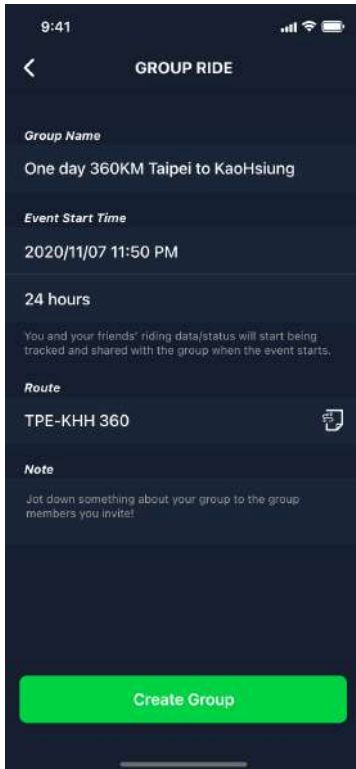 9:41
GROUP RIDE
Group Name
One day 360KM Taipei to KaoHsiung
Event Start Time
2020/11/07 11:50 PM
24 hours
You and your friends' riding data/status will start being
tracked and shared with the group when the event starts.
Route
TPE-KHH 360
Note
Jot down something about your group to the group
members you invite!
Create Group